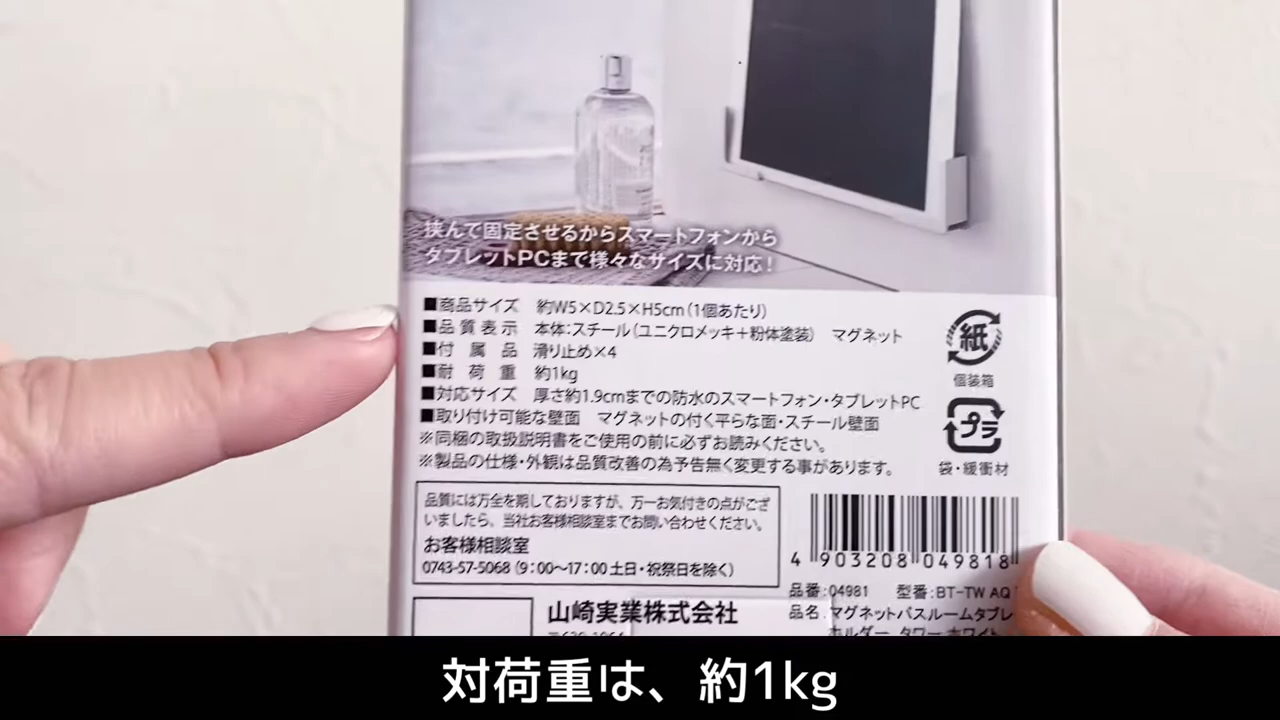 挟んで固定させるからスマートフォンから
タブレットPCまで様々なサイズに対応！
■商品サイズ 約W5×D2.5×H5cm（1個あたり）
■品質表示 本体：スチール（ユニクロメッキ＋粉体塗装） マグネット
■付属品 滑り止め×4
■耐荷重 約1kg
■対応サイズ 厚さ約1.9cmまでの防水のスマートフォン・タブレットPC
■取り付け可能な壁面 マグネットの付く平らな面・スチール壁面
※同梱の取扱説明書をご使用の前に必ずお読みください。
※製品の仕様・外観は品質改善の為予告無く変更する事があります。
紙
個装箱
プラ
袋・緩衝材
品質には万全を期しておりますが、万一お気付きの点がござ
いましたら、当社お客様相談室までお問い合わせください。
お客様相談室
0743-57-5068（9：00〜17：00 土日・祝祭日を除く）
4 903208 049818
品番：04981 型番：BT-TW AQ
品名：マグネットバスルームタブレ
ホルダー タワー ホワイト
山崎実業株式会社
対荷重は、約1kg